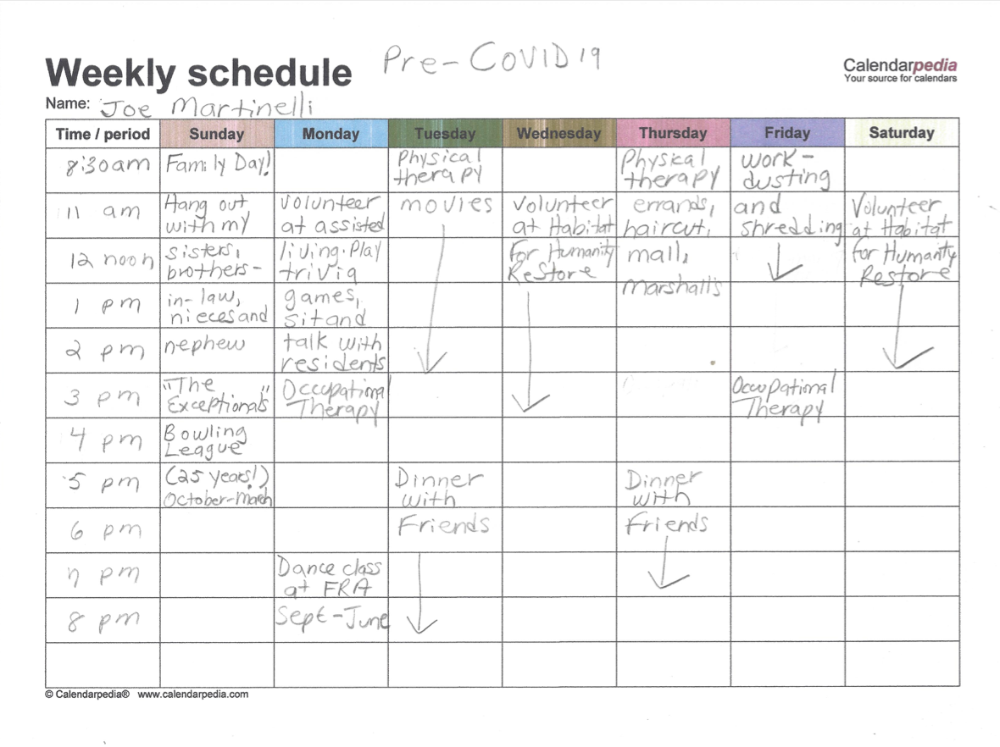 Pre-COVID19
Weekly schedule
Calendarpedia
Your source for calendars
Name: Joe Martinelli
Time / period Sunday Monday Tuesday Wednesday Thursday Friday Saturday
8:30am Family Day! Physical therapy Physical therapy work- dusting
11 am Hang out with my Volunteer at assisted movies Volunteer at Habitat errands, haircut, and shredding Volunteer at Habitat
12 noon sisters, brothers- living. Play trivia for Humanity ReStore mall, for Humanity Restore
1 pm in-law, nieces and games, sit and Marshall's
2 pm nephew talk with residents
3 pm "The Exceptionals" Occupational Therapy Occupational Therapy
4 pm Bowling League
5 pm (25 years!) October-Mach Dinner with Dinner with
6 pm Friends Friends
7 pm Dance class at FRA
8 pm Sept-June
© Calendarpedia® www.calendarpedia.com